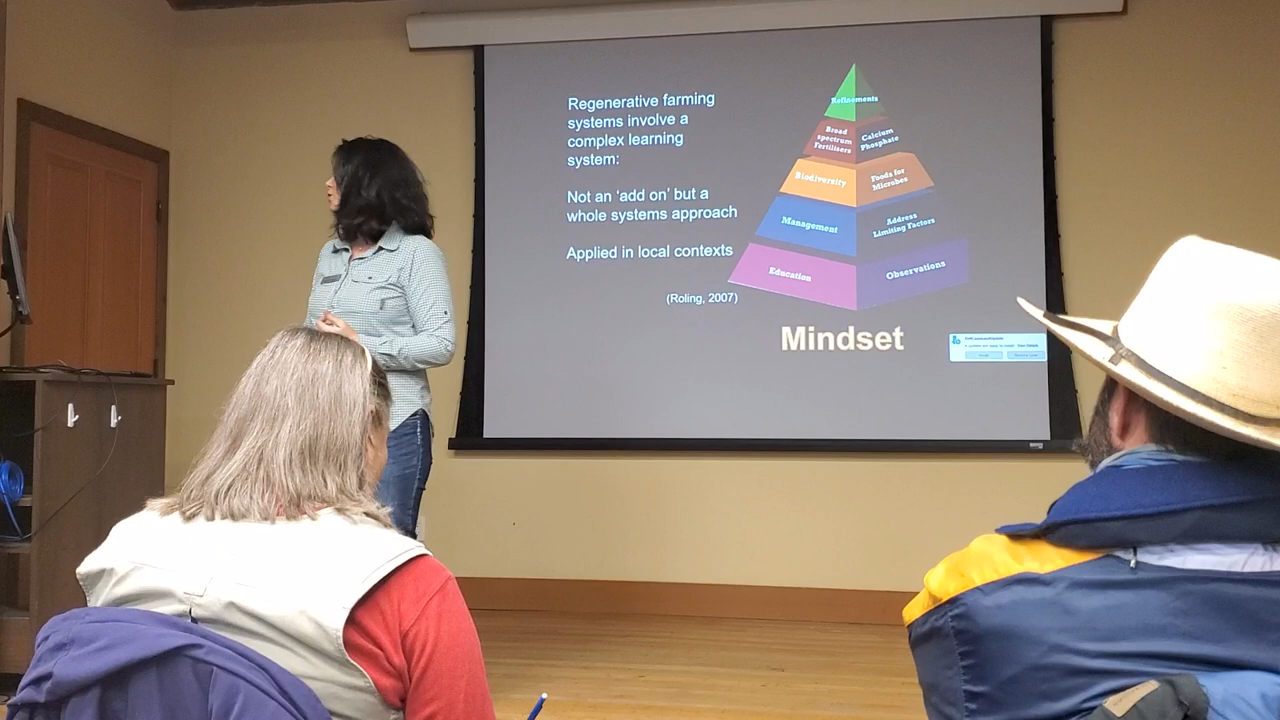 Regenerative farming
systems involve a
complex learning
system:
Not an ‘add on’ but a
whole systems approach
Applied in local contexts
(Roling, 2007)
Refinements
Broad
spectrum
Fertilisers
Calcium
Phosphate
Biodiversity
Foods for
Microbes
Management
Address
Limiting Factors
Education
Observations
Mindset